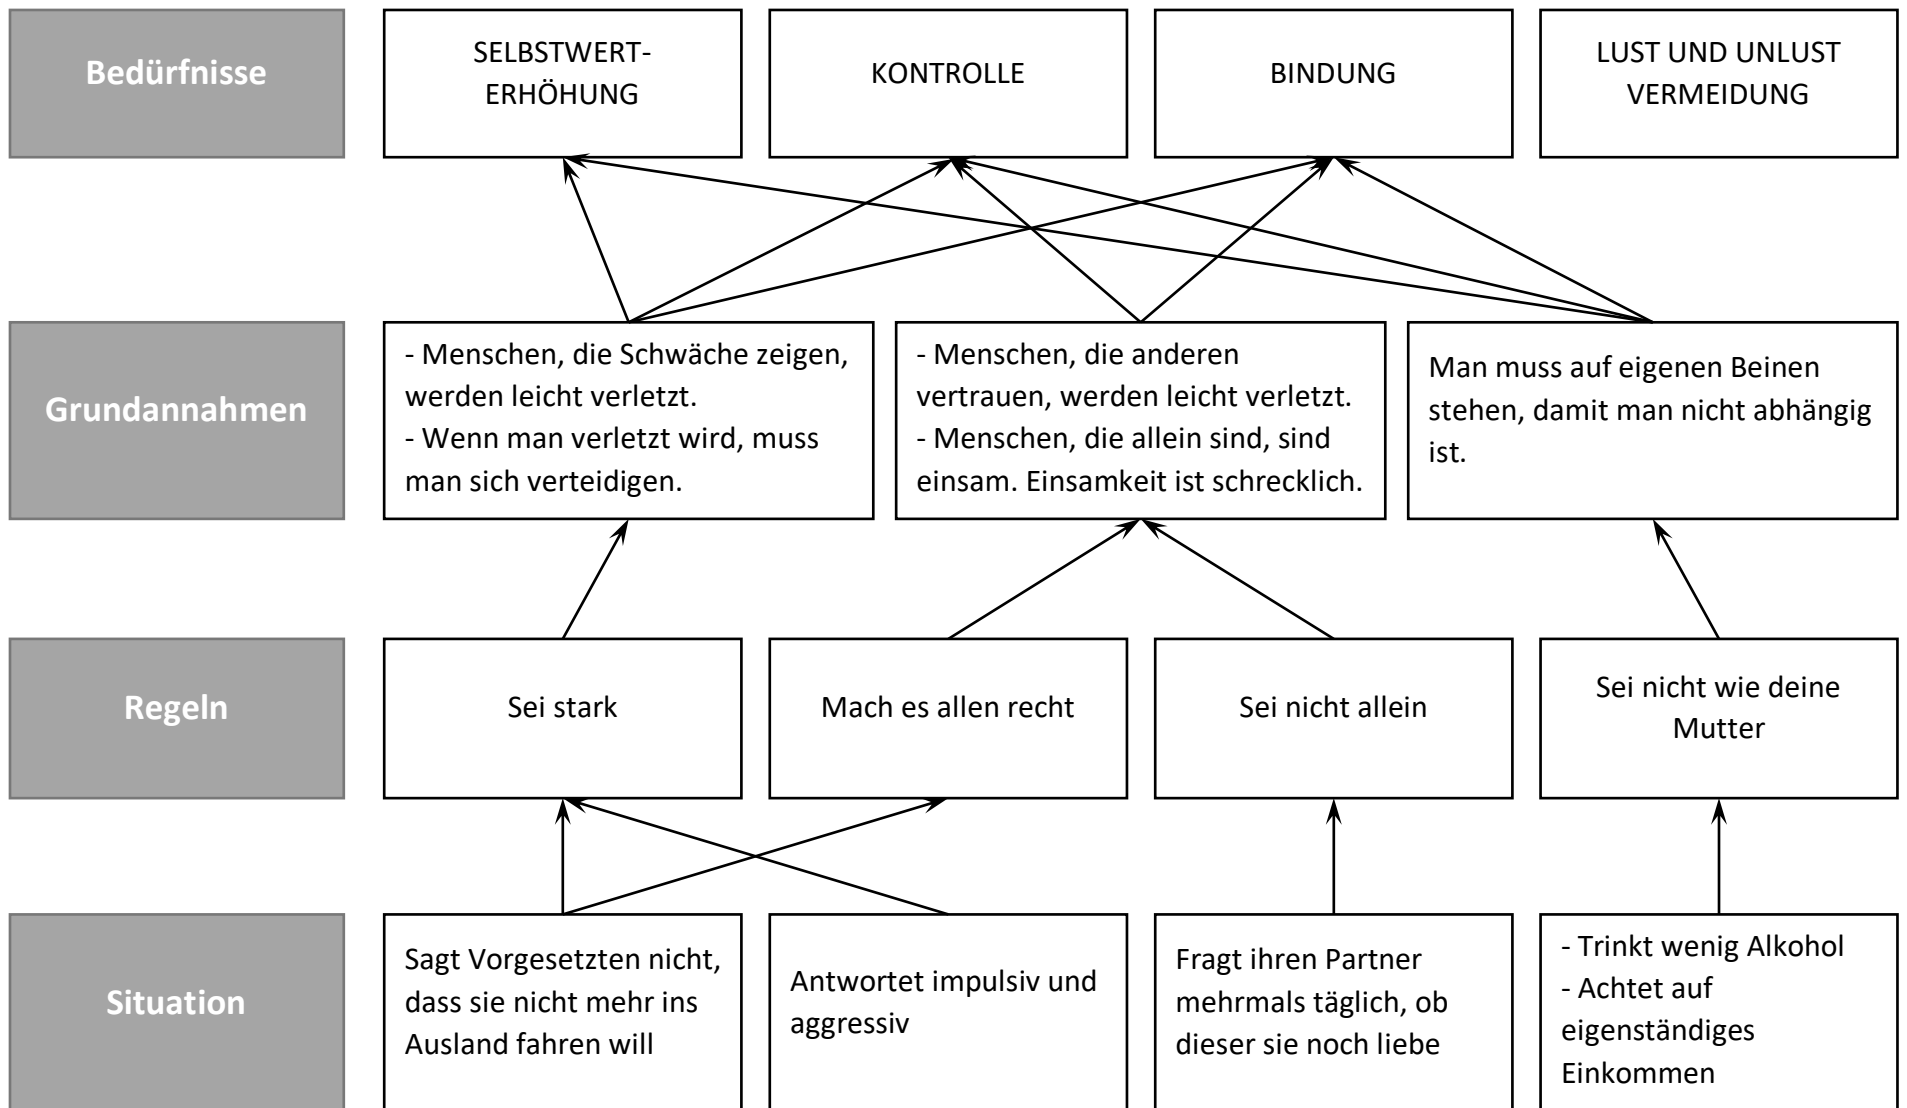 Bedürfnisse
SELBSTWERT-
ERHÖHUNG
KONTROLLE
BINDUNG
LUST UND UNLUST
VERMEIDUNG
Grundannahmen
- Menschen, die Schwäche zeigen,
werden leicht verletzt.
- Wenn man verletzt wird, muss
man sich verteidigen.
- Menschen, die anderen
vertrauen, werden leicht verletzt.
- Menschen, die allein sind, sind
einsam. Einsamkeit ist schrecklich.
Man muss auf eigenen Beinen
stehen, damit man nicht abhängig
ist.
Regeln
Sei stark
Mach es allen recht
Sei nicht allein
Sei nicht wie deine
Mutter
Situation
Sagt Vorgesetzten nicht,
dass sie nicht mehr ins
Ausland fahren will
Antwortet impulsiv und
aggressiv
Fragt ihren Partner
mehrmals täglich, ob
dieser sie noch liebe
- Trinkt wenig Alkohol
- Achtet auf
eigenständiges
Einkommen